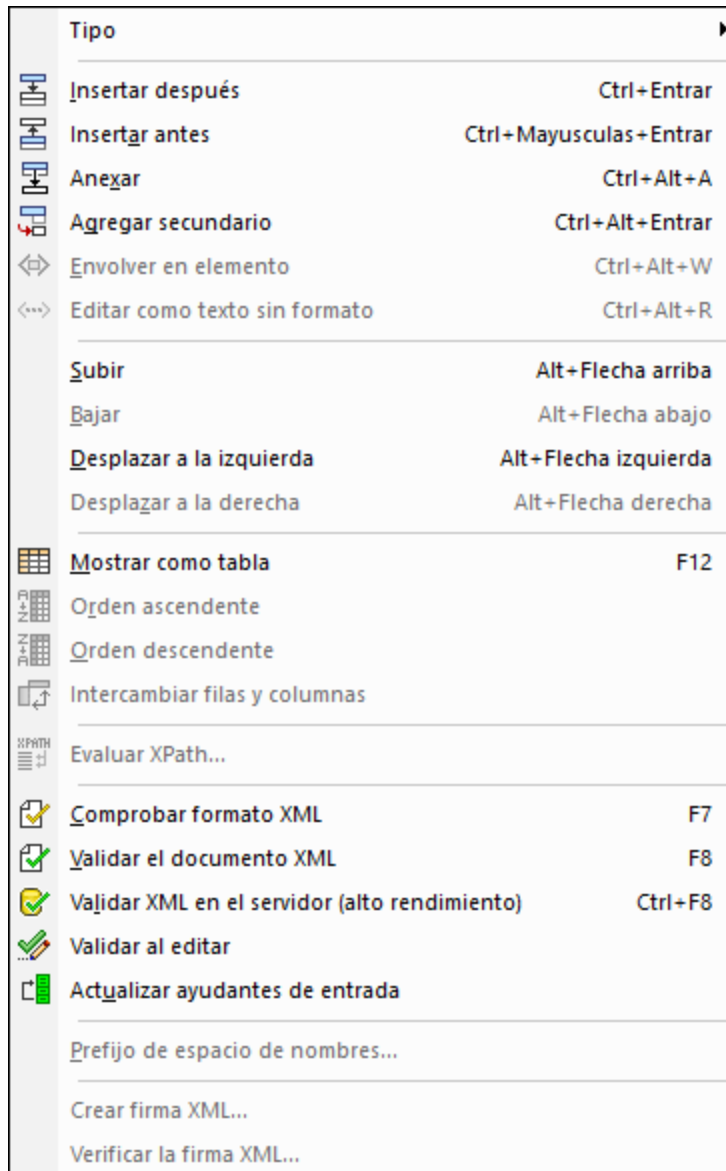 Tipo
Insertar después Ctrl+Entrar
Insertar antes Ctrl+Mayusculas+Entrar
Anexar Ctrl+Alt+A
Agregar secundario Ctrl+Alt+Entrar
Envolver en elemento Ctrl+Alt+W
Editar como texto sin formato Ctrl+Alt+R
Subir Alt+Flecha arriba
Bajar Alt+Flecha abajo
Desplazar a la izquierda Alt+Flecha izquierda
Desplazar a la derecha Alt+Flecha derecha
Mostrar como tabla F12
Orden ascendente
Orden descendente
Intercambiar filas y columnas
XPATH
Evaluar XPath...
Comprobar formato XML F7
Validar el documento XML F8
Validar XML en el servidor (alto rendimiento) Ctrl+F8
Validar al editar
Actualizar ayudantes de entrada
Prefijo de espacio de nombres...
Crear firma XML...
Verificar la firma XML...